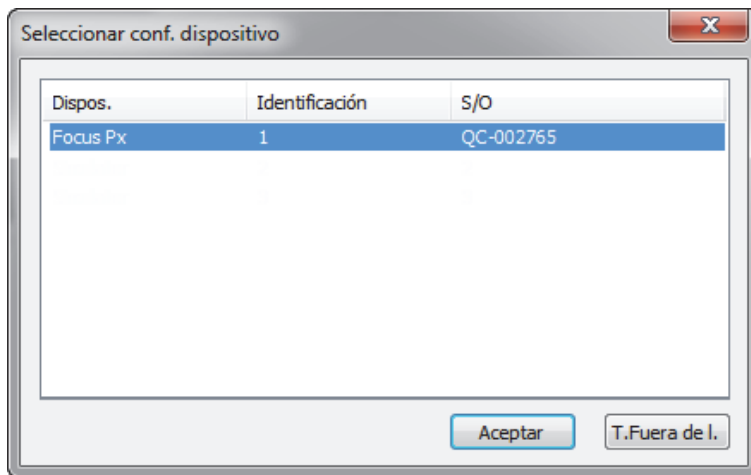 Seleccionar conf. dispositivo
Dispos. Identificación S/O
Focus Px 1 QC-002765
Aceptar T.Fuera de l.